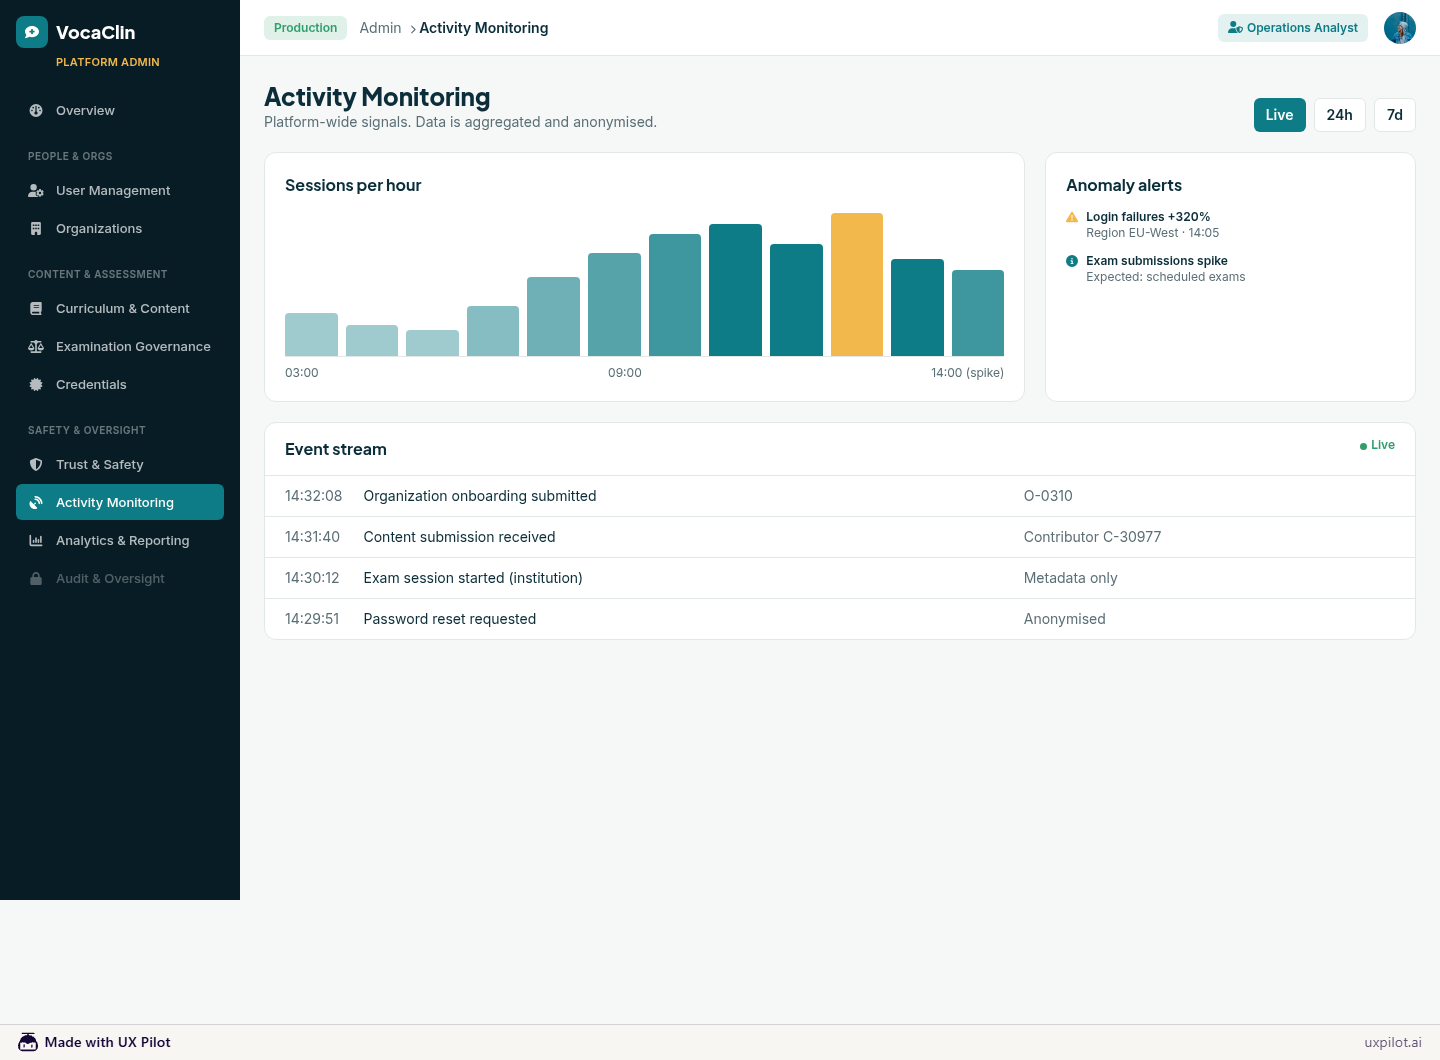 VocaClin
PLATFORM ADMIN
Overview
PEOPLE & ORGS
User Management
Organizations
CONTENT & ASSESSMENT
Curriculum & Content
Examination Governance
Credentials
SAFETY & OVERSIGHT
Trust & Safety
Activity Monitoring
Analytics & Reporting
Audit & Oversight
Production Admin > Activity Monitoring
Operations Analyst
Activity Monitoring
Platform-wide signals. Data is aggregated and anonymised.
Live 24h 7d
Sessions per hour
03:00 09:00 14:00 (spike)
Anomaly alerts
Login failures +320%
Region EU-West · 14:05
Exam submissions spike
Expected: scheduled exams
Event stream
Live
14:32:08 Organization onboarding submitted O-0310
14:31:40 Content submission received Contributor C-30977
14:30:12 Exam session started (institution) Metadata only
14:29:51 Password reset requested Anonymised
Made with UX Pilot
uxpilot.ai